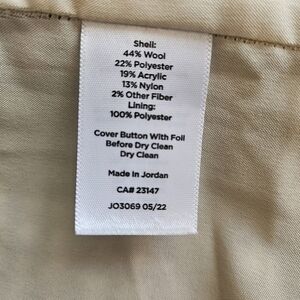 Shell:
44% Wool
22% Polyester
19% Acrylic
13% Nylon
2% Other Fiber
Lining:
100% Polyester
Cover Button With Foil
Before Dry Clean
Dry Clean
Made in Jordan
CA# 23147
JO3069 05/22